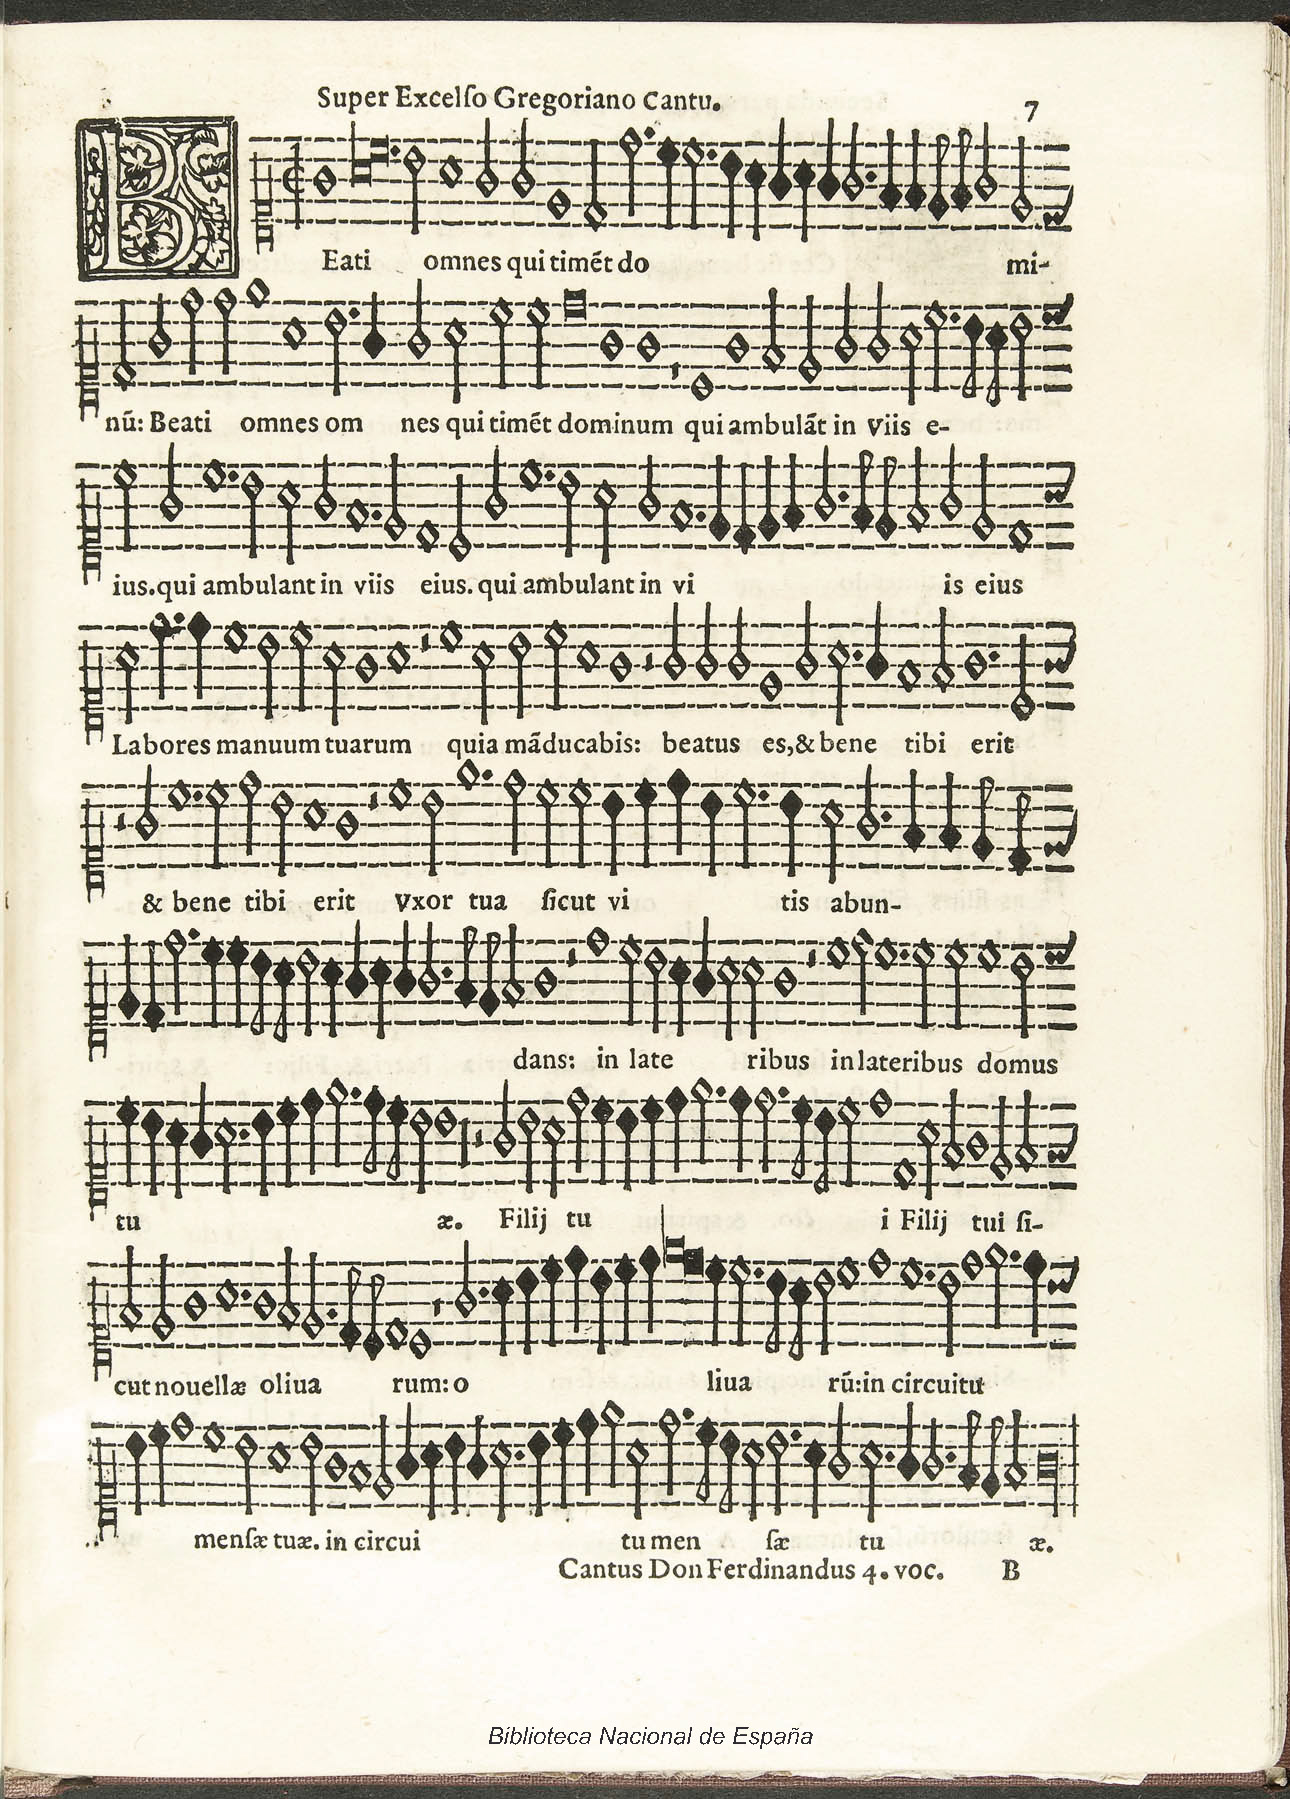 Super Excelſo Gregoriano Cantu.
7
BEati omnes qui timēt do mi-
nū: Beati omnes om nes qui timēt dominum qui ambulāt in Viis e-
ius. qui ambulant in viis eius. qui ambulant in vi is eius
Labores manuum tuarum quia māducabis: beatus es, & bene tibi erit
& bene tibi erit Vxor tua ſicut vi tis abun-
dans: in late ribus in lateribus domus
tu æ. Filij tu i Filij tui ſi-
cut nouellæ oliua rum: o liua rū: in circuitu
menſæ tuæ. in circui tu men ſæ tu æ.
Cantus Don Ferdinandus 4. voc. B
Biblioteca Nacional de España